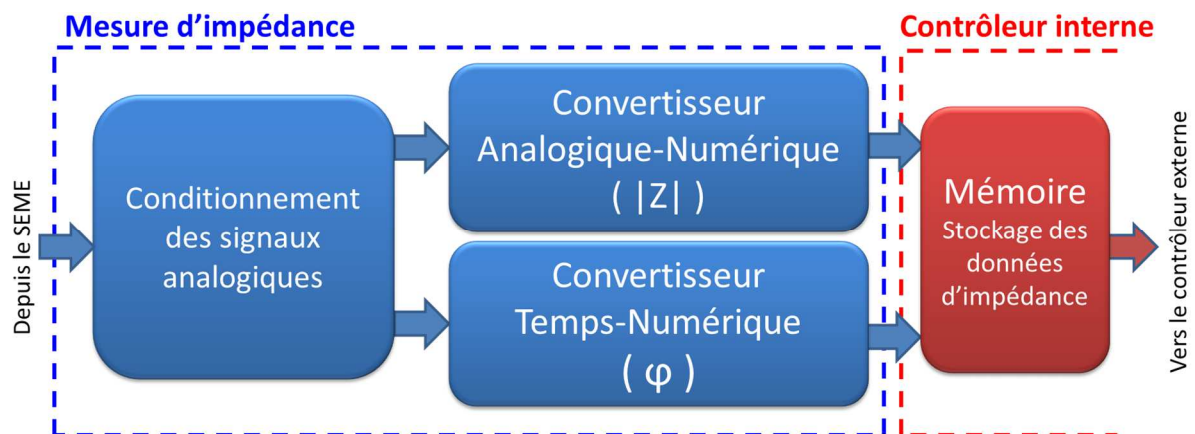 Mesure d'impédance
Contrôleur interne
Depuis le SEME
Conditionnement
des signaux
analogiques
Convertisseur
Analogique-Numérique
( |Z| )
Convertisseur
Temps-Numérique
( φ )
Mémoire
Stockage des
données
d'impédance
Vers le contrôleur externe